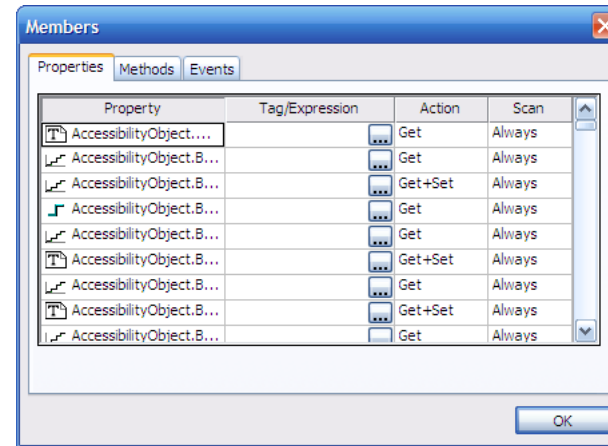 Members
Properties Methods Events
Property Tag/Expression Action Scan
AccessibilityObject.... ... Get Always
AccessibilityObject.B... ... Get Always
AccessibilityObject.B... ... Get+Set Always
AccessibilityObject.B... ... Get Always
AccessibilityObject.B... ... Get Always
AccessibilityObject.B... ... Get+Set Always
AccessibilityObject.B... ... Get Always
AccessibilityObject.B... ... Get+Set Always
AccessibilityObject.B... Get Always
OK